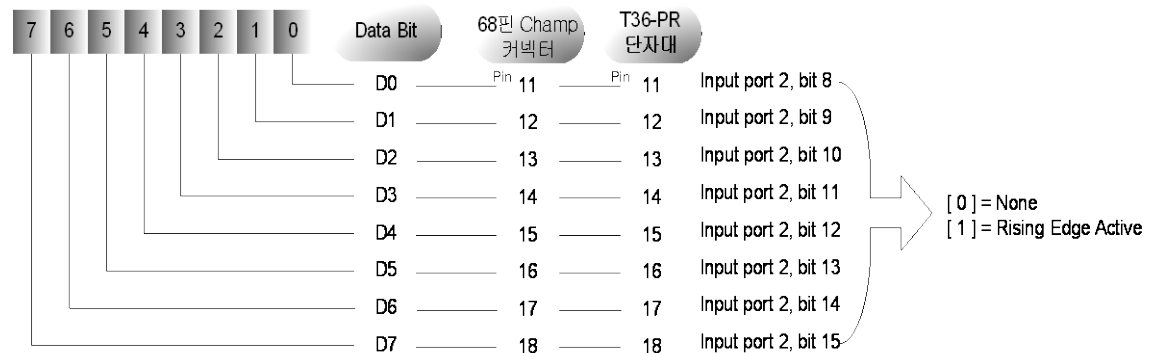 7 6 5 4 3 2 1 0 Data Bit 68핀 Champ 커넥터 T36-PR 단자대
D0 Pin 11 Pin 11 Input port 2, bit 8
D1 12 12 Input port 2, bit 9
D2 13 13 Input port 2, bit 10
D3 14 14 Input port 2, bit 11
D4 15 15 Input port 2, bit 12
D5 16 16 Input port 2, bit 13
D6 17 17 Input port 2, bit 14
D7 18 18 Input port 2, bit 15
[ 0 ] = None
[ 1 ] = Rising Edge Active